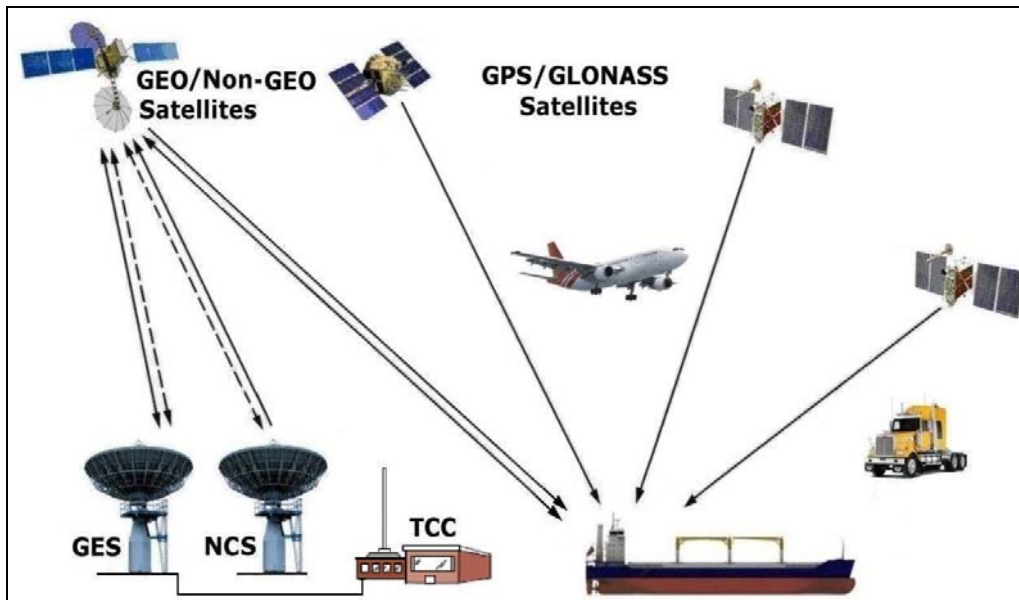 GEO/Non-GEO
Satellites
GPS/GLONASS
Satellites
GES
NCS
TCC